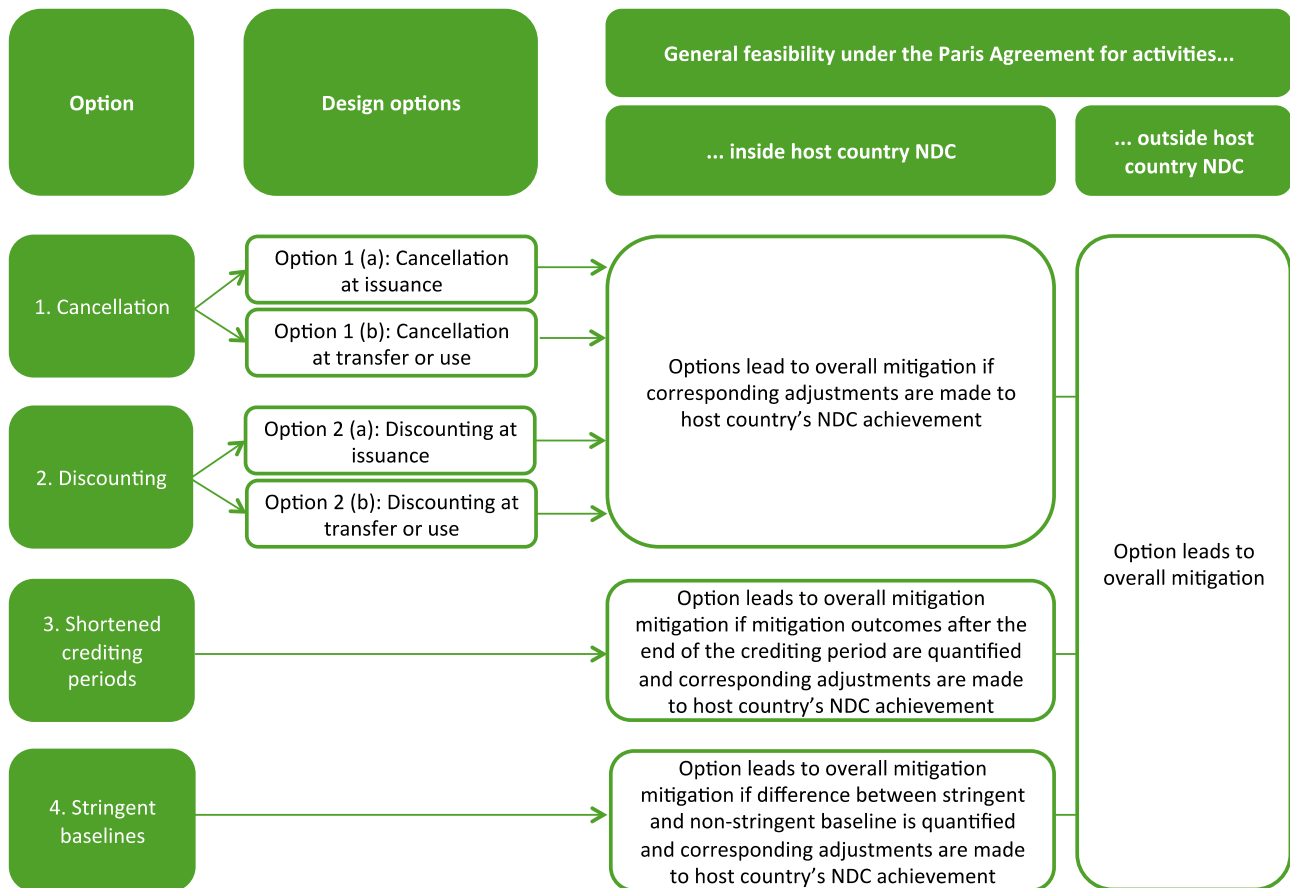 Option
Design options
General feasibility under the Paris Agreement for activities...
... inside host country NDC
... outside host
country NDC
1. Cancellation
Option 1 (a): Cancellation
at issuance
Option 1 (b): Cancellation
at transfer or use
2. Discounting
Option 2 (a): Discounting at
issuance
Option 2 (b): Discounting at
transfer or use
Options lead to overall mitigation if
corresponding adjustments are made to
host country's NDC achievement
3. Shortened
crediting
periods
Option leads to overall mitigation
mitigation if mitigation outcomes after the
end of the crediting period are quantified
and corresponding adjustments are made
to host country's NDC achievement
4. Stringent
baselines
Option leads to overall mitigation
mitigation if difference between stringent
and non-stringent baseline is quantified
and corresponding adjustments are made
to host country's NDC achievement
Option leads to
overall mitigation